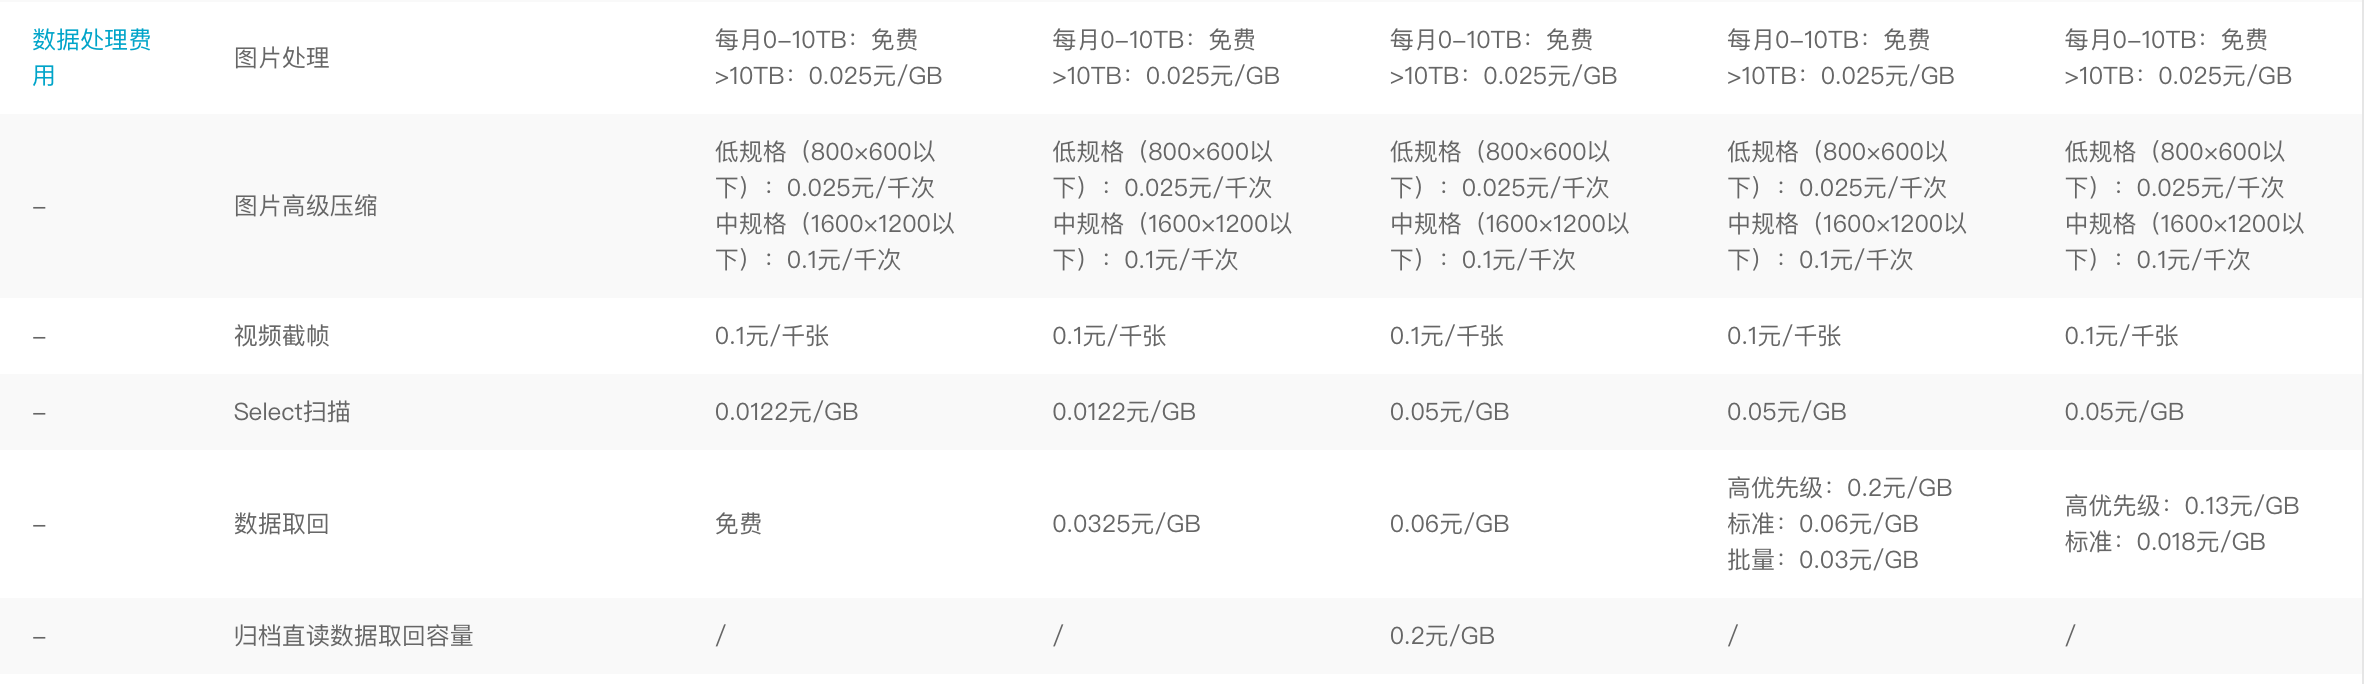 数据处理费
用
图片处理
每月0-10TB：免费
>10TB：0.025元/GB
每月0-10TB：免费
>10TB：0.025元/GB
每月0-10TB：免费
>10TB：0.025元/GB
每月0-10TB：免费
>10TB：0.025元/GB
每月0-10TB：免费
>10TB：0.025元/GB
–
图片高级压缩
低规格（800×600以
下）：0.025元/千次
中规格（1600×1200以
下）：0.1元/千次
低规格（800×600以
下）：0.025元/千次
中规格（1600×1200以
下）：0.1元/千次
低规格（800×600以
下）：0.025元/千次
中规格（1600×1200以
下）：0.1元/千次
低规格（800×600以
下）：0.025元/千次
中规格（1600×1200以
下）：0.1元/千次
低规格（800×600以
下）：0.025元/千次
中规格（1600×1200以
下）：0.1元/千次
–
视频截帧
0.1元/千张
0.1元/千张
0.1元/千张
0.1元/千张
0.1元/千张
–
Select扫描
0.0122元/GB
0.0122元/GB
0.05元/GB
0.05元/GB
0.05元/GB
–
数据取回
免费
0.0325元/GB
0.06元/GB
高优先级：0.2元/GB
标准：0.06元/GB
批量：0.03元/GB
高优先级：0.13元/GB
标准：0.018元/GB
–
归档直读数据取回容量
/
/
0.2元/GB
/
/